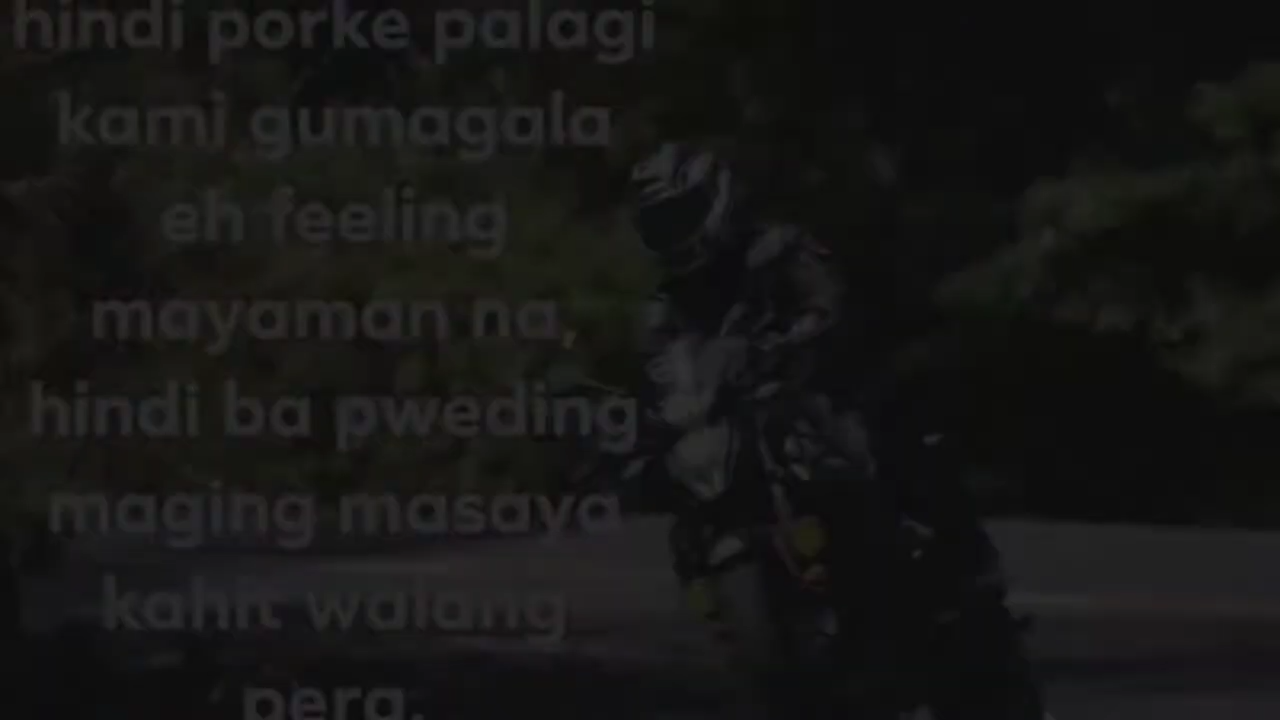 hindi porke palagi
kami gumagala
eh feeling
mayaman na,
hindi ba pweding
maging masaya
kahit walang
pera.